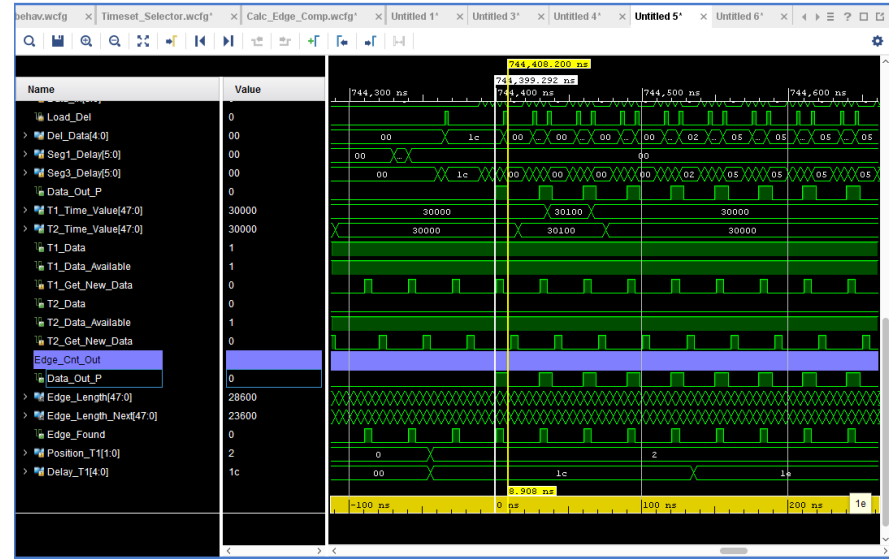 behav.wcfg × Timeset_Selector.wcfg* × Calc_Edge_Comp.wcfg* × Untitled 1* × Untitled 3* × Untitled 4* × Untitled 5* × Untitled 6* ×
744,408.200 ns
744,399.292 ns
Name Value
744,300 ns 744,400 ns 744,500 ns 744,600 ns
Load_Del 0
Del_Data[4:0] 00 00 1c 00 ... 00 ... 00 ... 00 ... 02 ... 05 ... 05 ... 05
Seg1_Delay[5:0] 00 00 ... 00
Seg3_Delay[5:0] 00 00 1c 00 00 00 00 02 05 05 05
Data_Out_P 0
T1_Time_Value[47:0] 30000 30000 30100 30000
T2_Time_Value[47:0] 30000 30000 30100 30000
T1_Data 1
T1_Data_Available 1
T1_Get_New_Data 0
T2_Data 0
T2_Data_Available 1
T2_Get_New_Data 0
Edge_Cnt_Out
Data_Out_P 0
Edge_Length[47:0] 28600
Edge_Length_Next[47:0] 23600
Edge_Found 0
Position_T1[1:0] 2 0 2
Delay_T1[4:0] 1c 00 1c 1e
8.908 ns
-100 ns 0 ns 100 ns 200 ns 1e